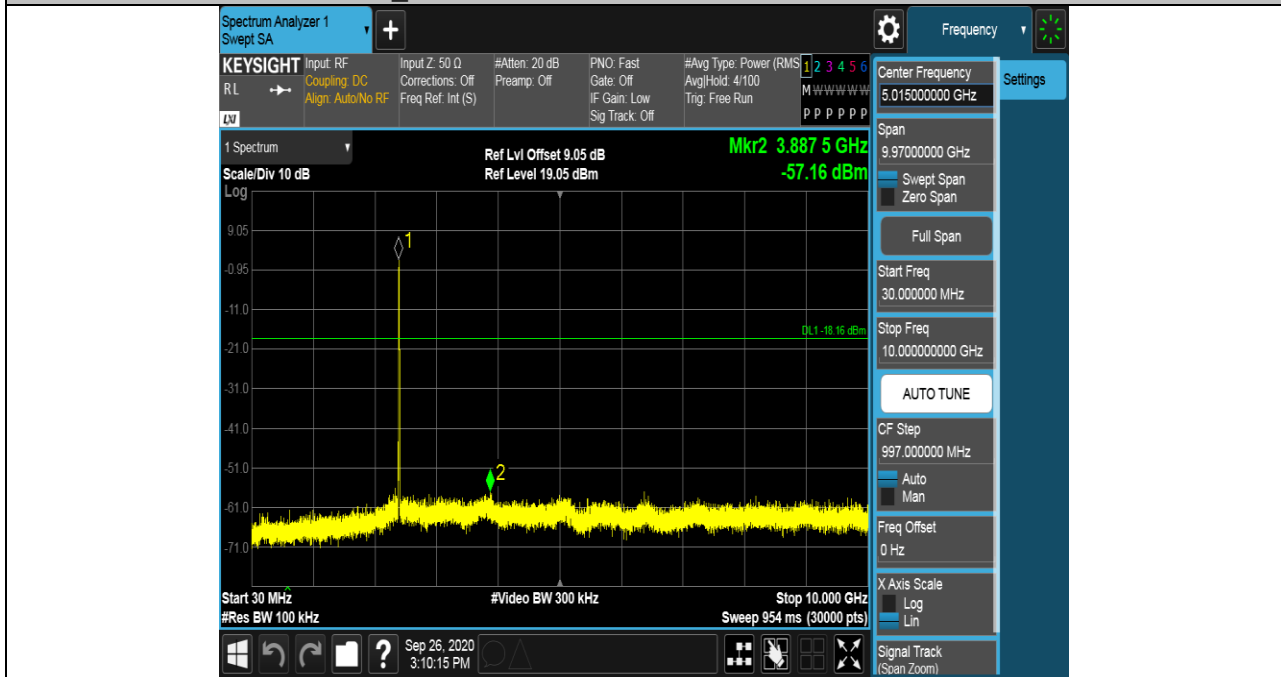 Spectrum Analyzer 1
Swept SA
Frequency
KEYSIGHT
RL
LXI
Input: RF
Coupling: DC
Align: Auto/No RF
Input Z: 50 Ω
Corrections: Off
Freq Ref: Int (S)
#Atten: 20 dB
Preamp: Off
PNO: Fast
Gate: Off
IF Gain: Low
Sig Track: Off
#Avg Type: Power (RMS
Avg|Hold: 4/100
Trig: Free Run
1 2 3 4 5 6
M W W W W W
P P P P P P
1 Spectrum
Scale/Div 10 dB
Ref Lvl Offset 9.05 dB
Ref Level 19.05 dBm
Mkr2 3.887 5 GHz
-57.16 dBm
Log
9.05
-0.95
-11.0
-21.0
-31.0
-41.0
-51.0
-61.0
-71.0
1
2
DL1 -18.16 dBm
Start 30 MHz
#Video BW 300 kHz
Stop 10.000 GHz
#Res BW 100 kHz
Sweep 954 ms (30000 pts)
Sep 26, 2020
3:10:15 PM
Center Frequency
5.015000000 GHz
Settings
Span
9.97000000 GHz
Swept Span
Zero Span
Full Span
Start Freq
30.000000 MHz
Stop Freq
10.000000000 GHz
AUTO TUNE
CF Step
997.000000 MHz
Auto
Man
Freq Offset
0 Hz
X Axis Scale
Log
Lin
Signal Track
(Span Zoom)